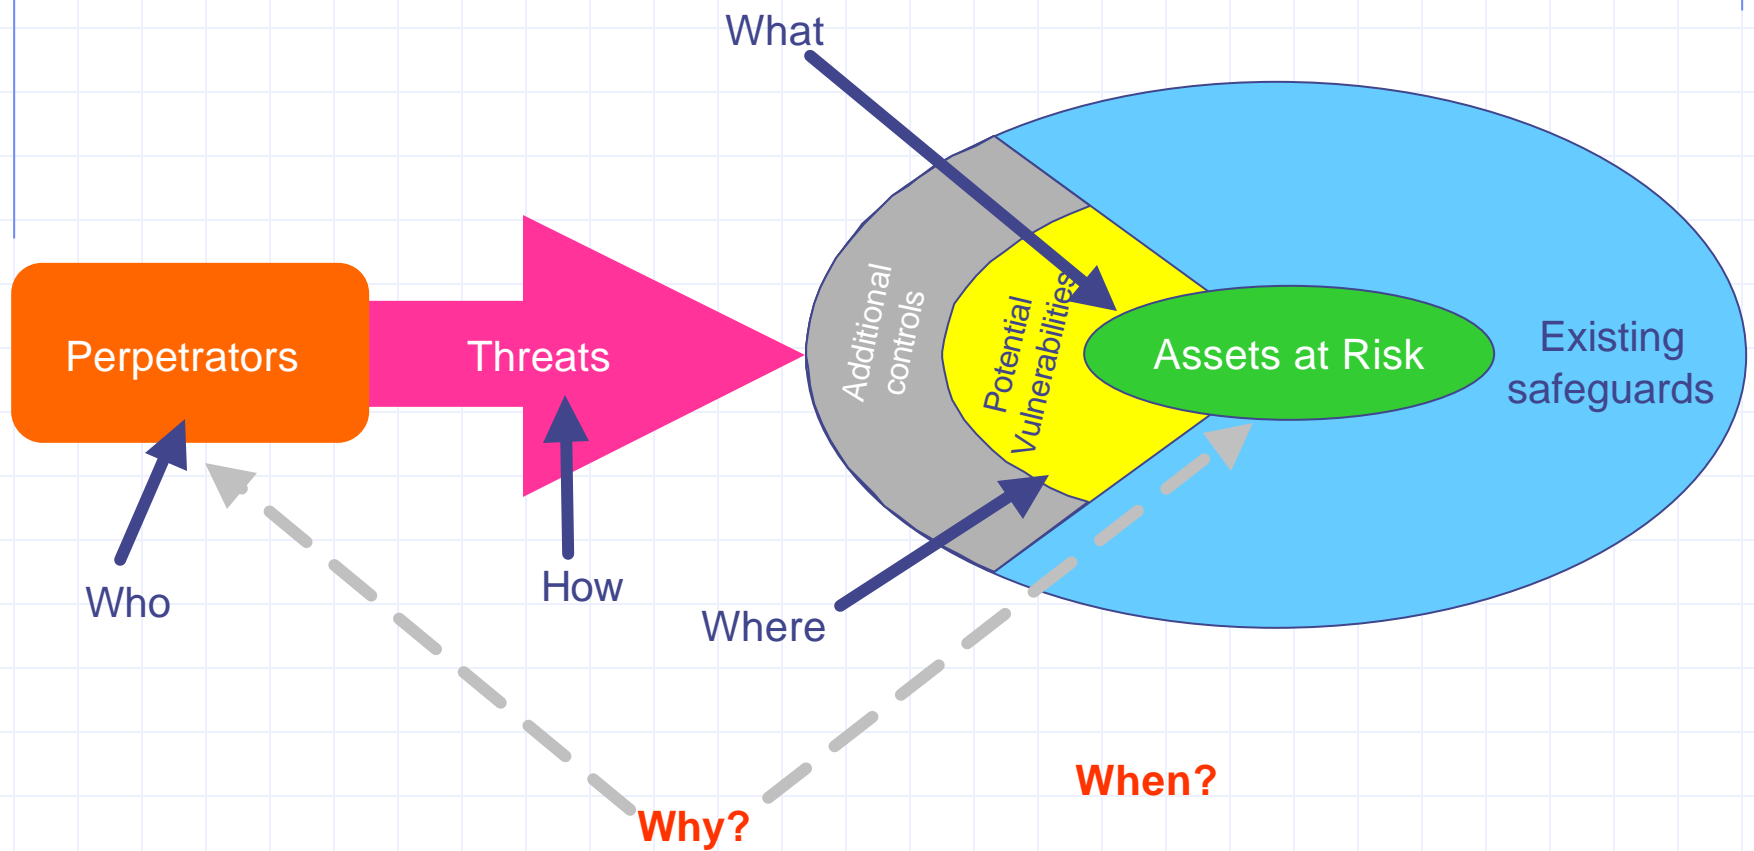 What
Additional
controls
Potential
Vulnerabilities
Perpetrators
Threats
Assets at Risk
Existing
safeguards
Who
How
Where
When?
Why?